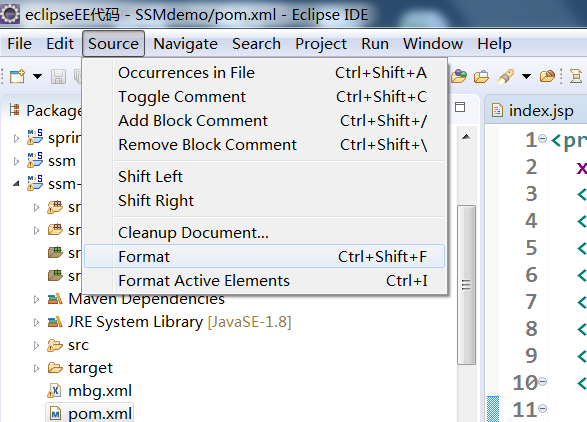 eclipseEE代码 - SSMdemo/pom.xml - Eclipse IDE
File Edit Source Navigate Search Project Run Window Help
Occurrences in File Ctrl+Shift+A
Toggle Comment Ctrl+Shift+C
Add Block Comment Ctrl+Shift+/
Remove Block Comment Ctrl+Shift+\
Shift Left
Shift Right
Cleanup Document...
Format Ctrl+Shift+F
Format Active Elements Ctrl+I
Package
sprin
ssm
ssm-
sr
sr
sr
sr
Maven Dependencies
JRE System Library [JavaSE-1.8]
src
target
mbg.xml
pom.xml
index.jsp
1 <pr
2 x
3 <
4 <
5 <
6 <
7 <
8 <
9 <
10 <
11